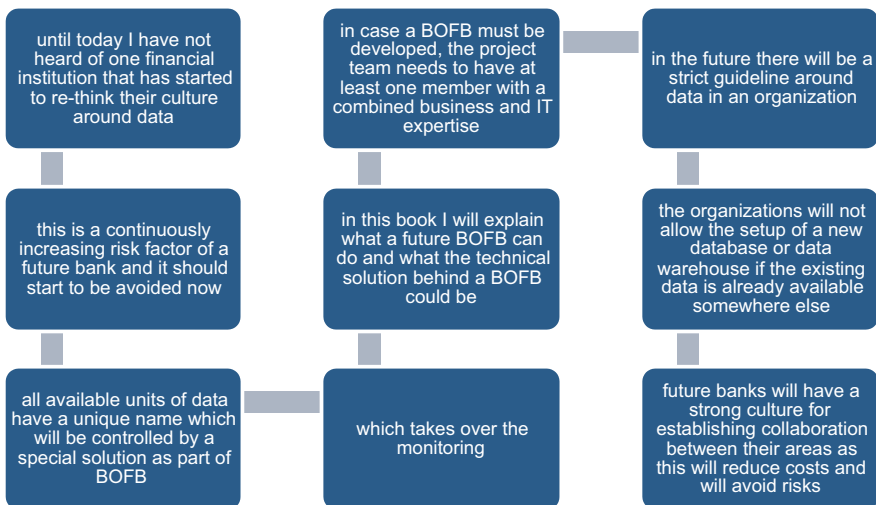 until today I have not
heard of one financial
institution that has started
to re-think their culture
around data
this is a continuously
increasing risk factor of a
future bank and it should
start to be avoided now
all available units of data
have a unique name which
will be controlled by a
special solution as part of
BOFB
which takes over the
monitoring
in this book I will explain
what a future BOFB can
do and what the technical
solution behind a BOFB
could be
in case a BOFB must be
developed, the project
team needs to have at
least one member with a
combined business and IT
expertise
in the future there will be a
strict guideline around
data in an organization
the organizations will not
allow the setup of a new
database or data
warehouse if the existing
data is already available
somewhere else
future banks will have a
strong culture for
establishing collaboration
between their areas as
this will reduce costs and
will avoid risks